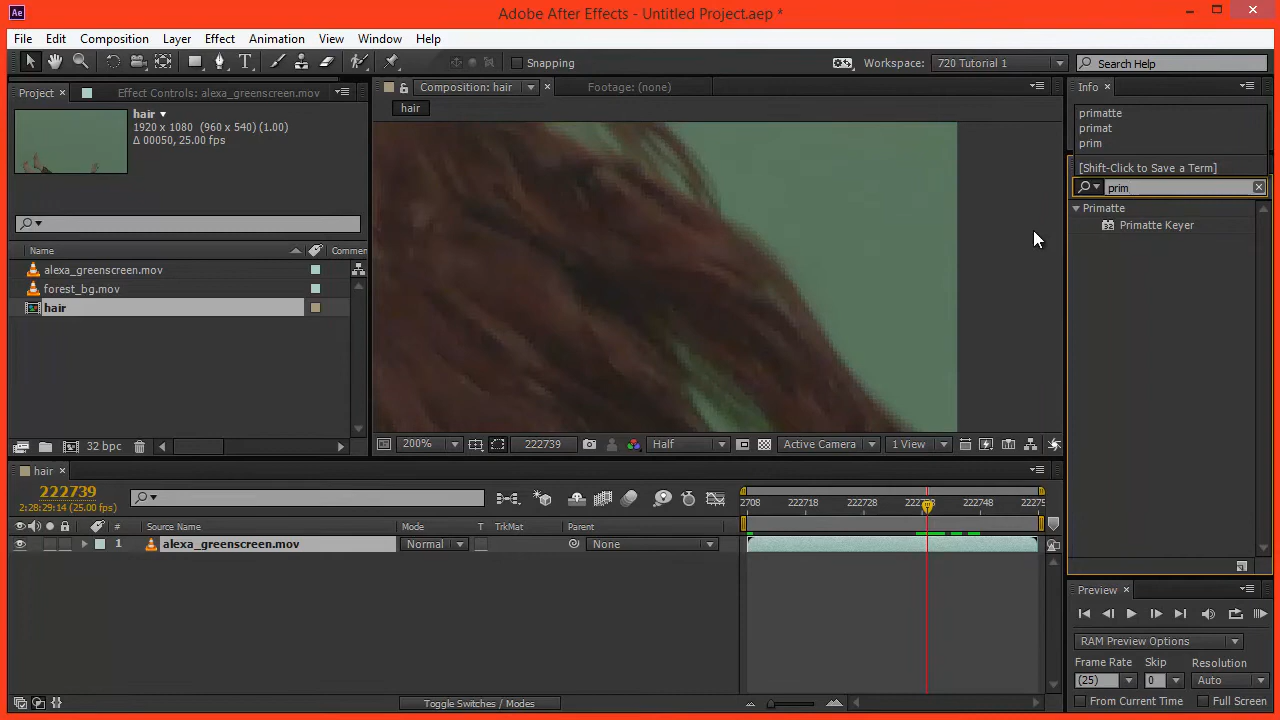 Ae
Adobe After Effects - Untitled Project.aep *
File Edit Composition Layer Effect Animation View Window Help
T Snapping Workspace: 720 Tutorial 1 Search Help
Project × Effect Controls: alexa_greenscreen.mov Composition: hair × Footage: (none) Info ×
hair
1920 x 1080 (960 x 540) (1.00)
Δ 00050, 25.00 fps
hair
primatte
primat
prim
[Shift-Click to Save a Term]
prim
Primatte
32 Primatte Keyer
Name
alexa_greenscreen.mov
forest_bg.mov
hair
32 bpc 200% 222739 Half Active Camera 1 View
hair ×
222739
2:28:29:14 (25.00 fps)
2708 222718 222728 222748
# Source Name Mode T TrkMat Parent
1 alexa_greenscreen.mov Normal None
Toggle Switches / Modes
Preview ×
RAM Preview Options
Frame Rate Skip Resolution
(25) 0 Auto
From Current Time Full Screen